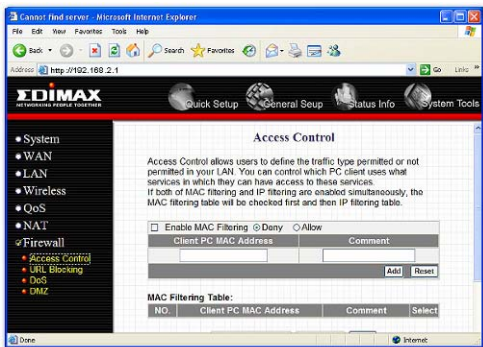 Cannot find server - Microsoft Internet Explorer
File Edit View Favorites Tools Help
Back Search Favorites
Address http://192.168.2.1 Go Links
EDIMAX
NETWORKING PEOPLE TOGETHER
Quick Setup General Seup Status Info System Tools
System
WAN
LAN
Wireless
QoS
NAT
Firewall
Access Control
URL Blocking
DoS
DMZ
Access Control
Access Control allows users to define the traffic type permitted or not
permitted in your LAN. You can control which PC client uses what
services in which they can have access to these services.
If both of MAC filtering and IP filtering are enabled simultaneously, the
MAC filtering table will be checked first and then IP filtering table.
Enable MAC Filtering Deny Allow
Client PC MAC Address Comment
Add Reset
MAC Filtering Table:
NO. Client PC MAC Address Comment Select
Done Internet